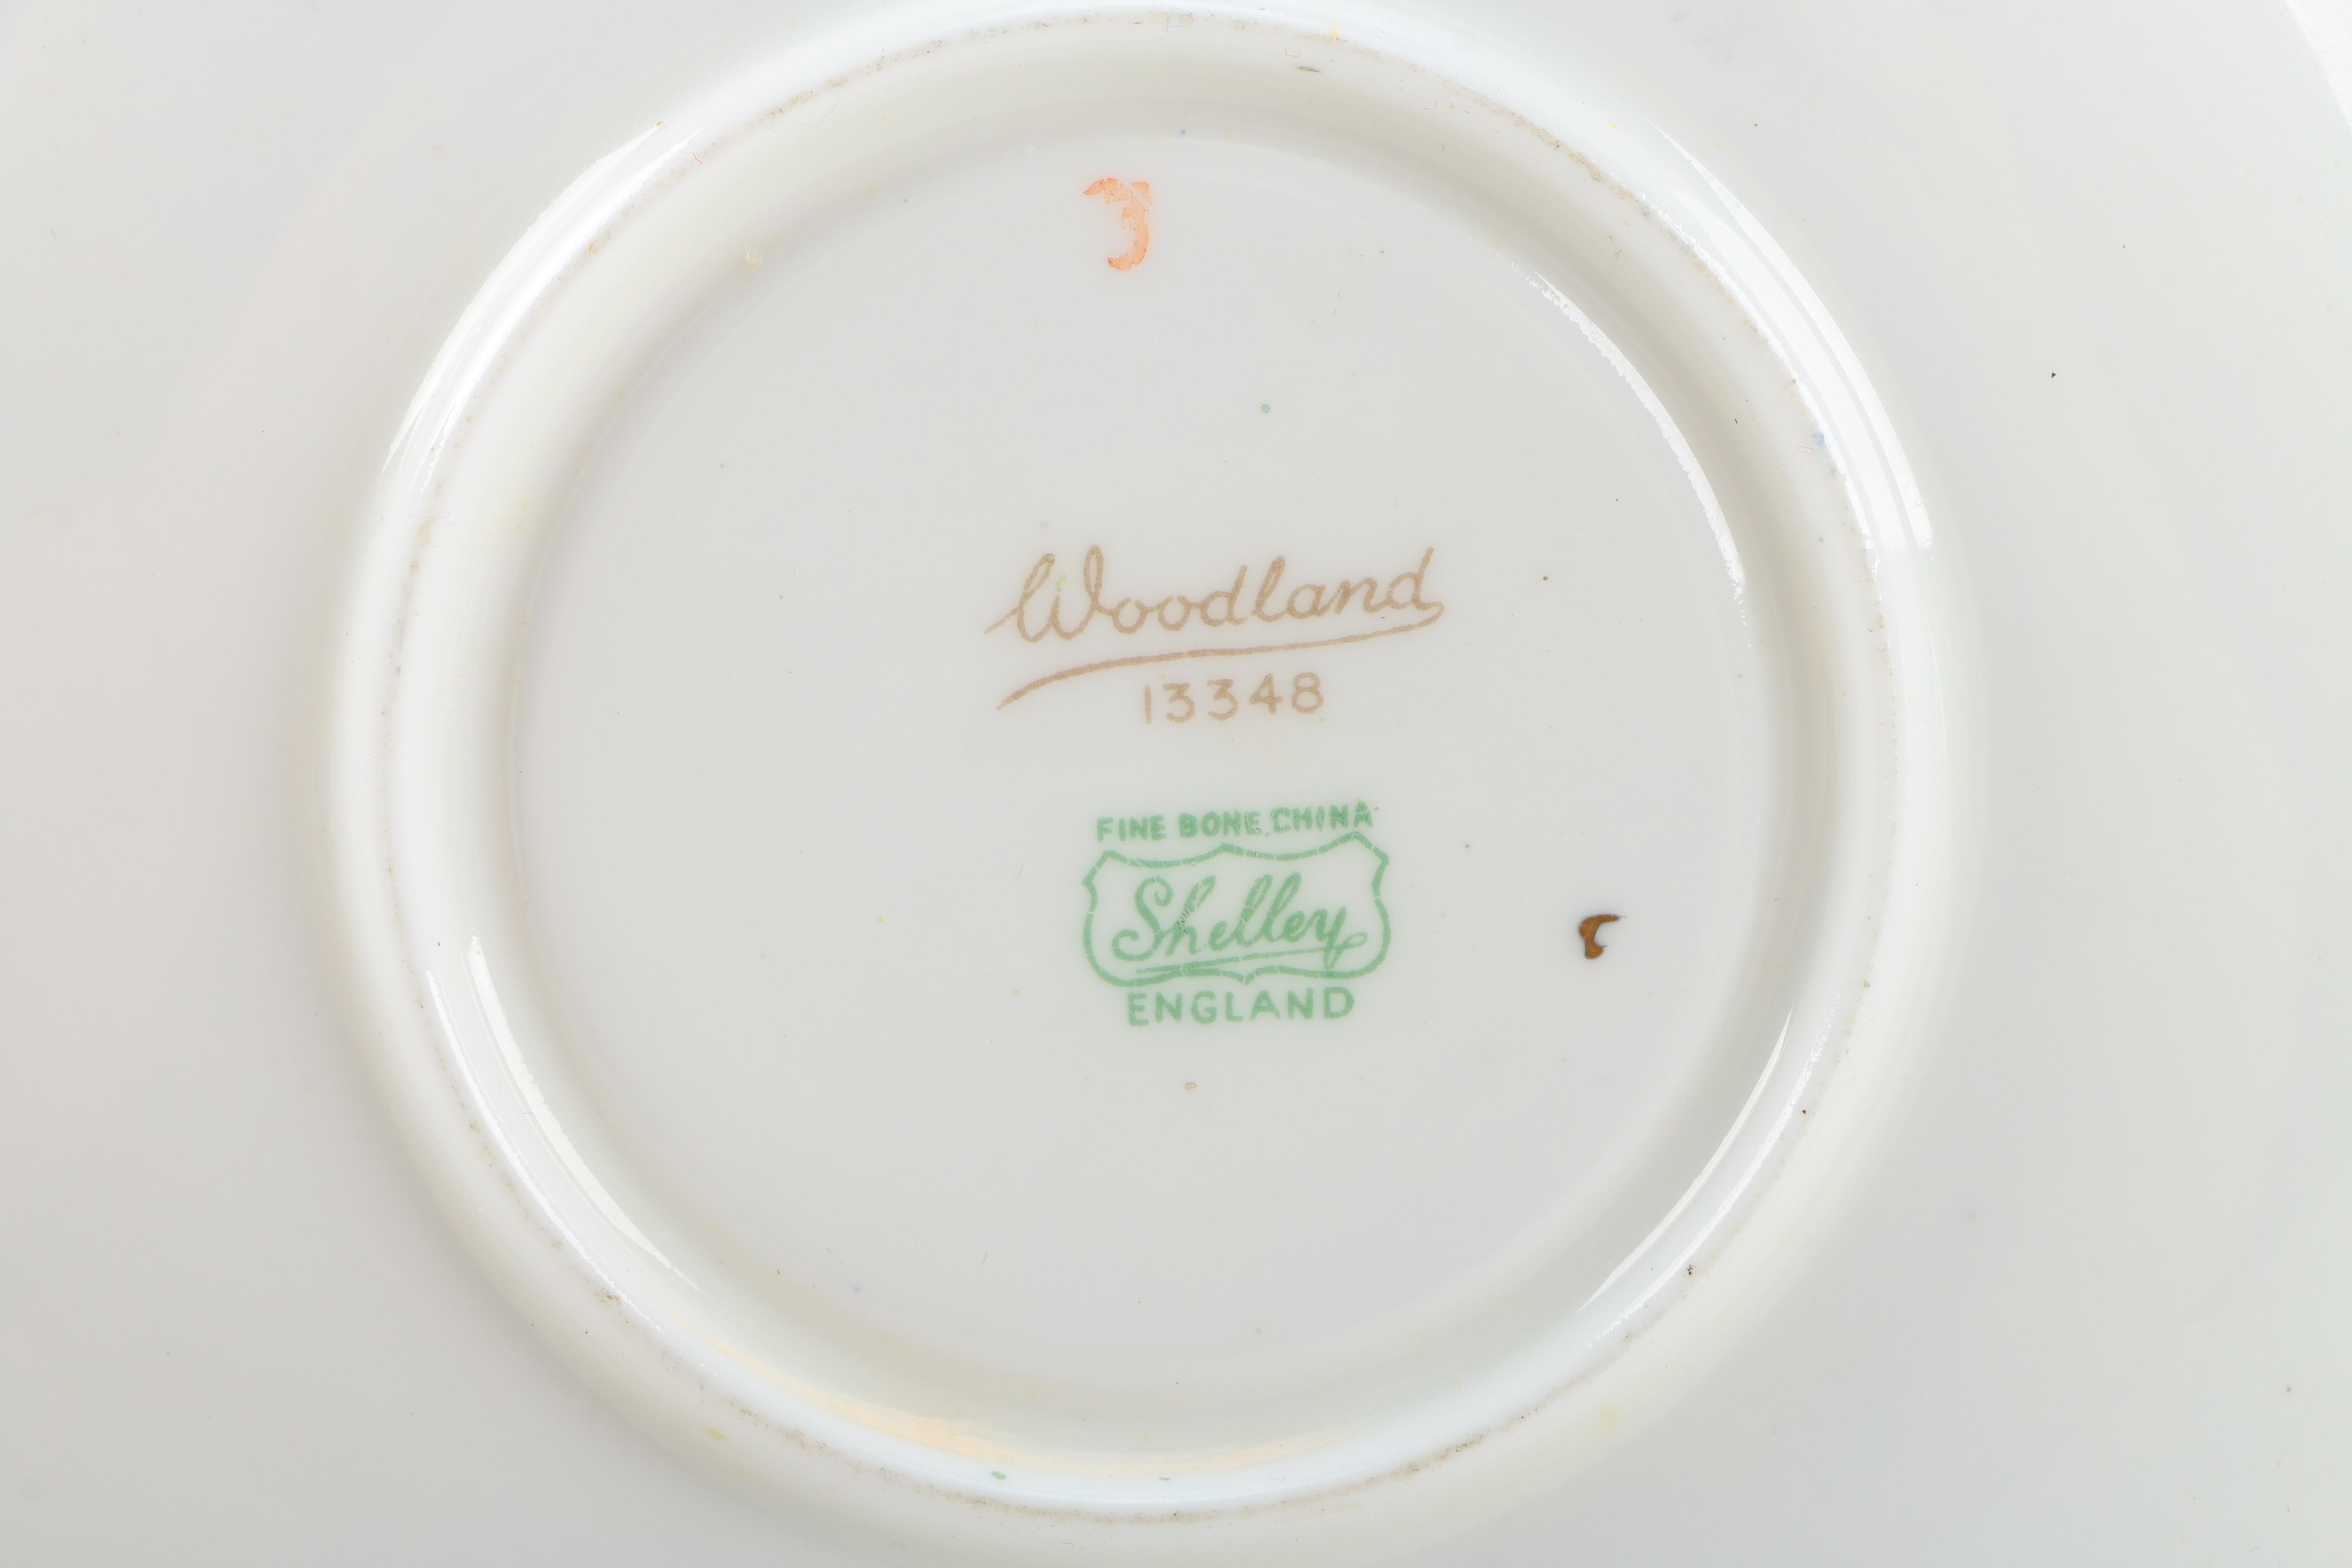 Woodland
13348
FINE BONE CHINA
Shelley
ENGLAND